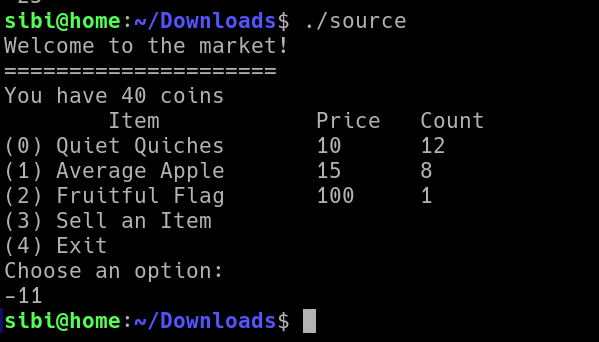 sibi@home:~/Downloads$ ./source
Welcome to the market!
=====================
You have 40 coins
        Item            Price   Count
(0) Quiet Quiches       10      12
(1) Average Apple       15      8
(2) Fruitful Flag       100     1
(3) Sell an Item
(4) Exit
Choose an option:
-11
sibi@home:~/Downloads$